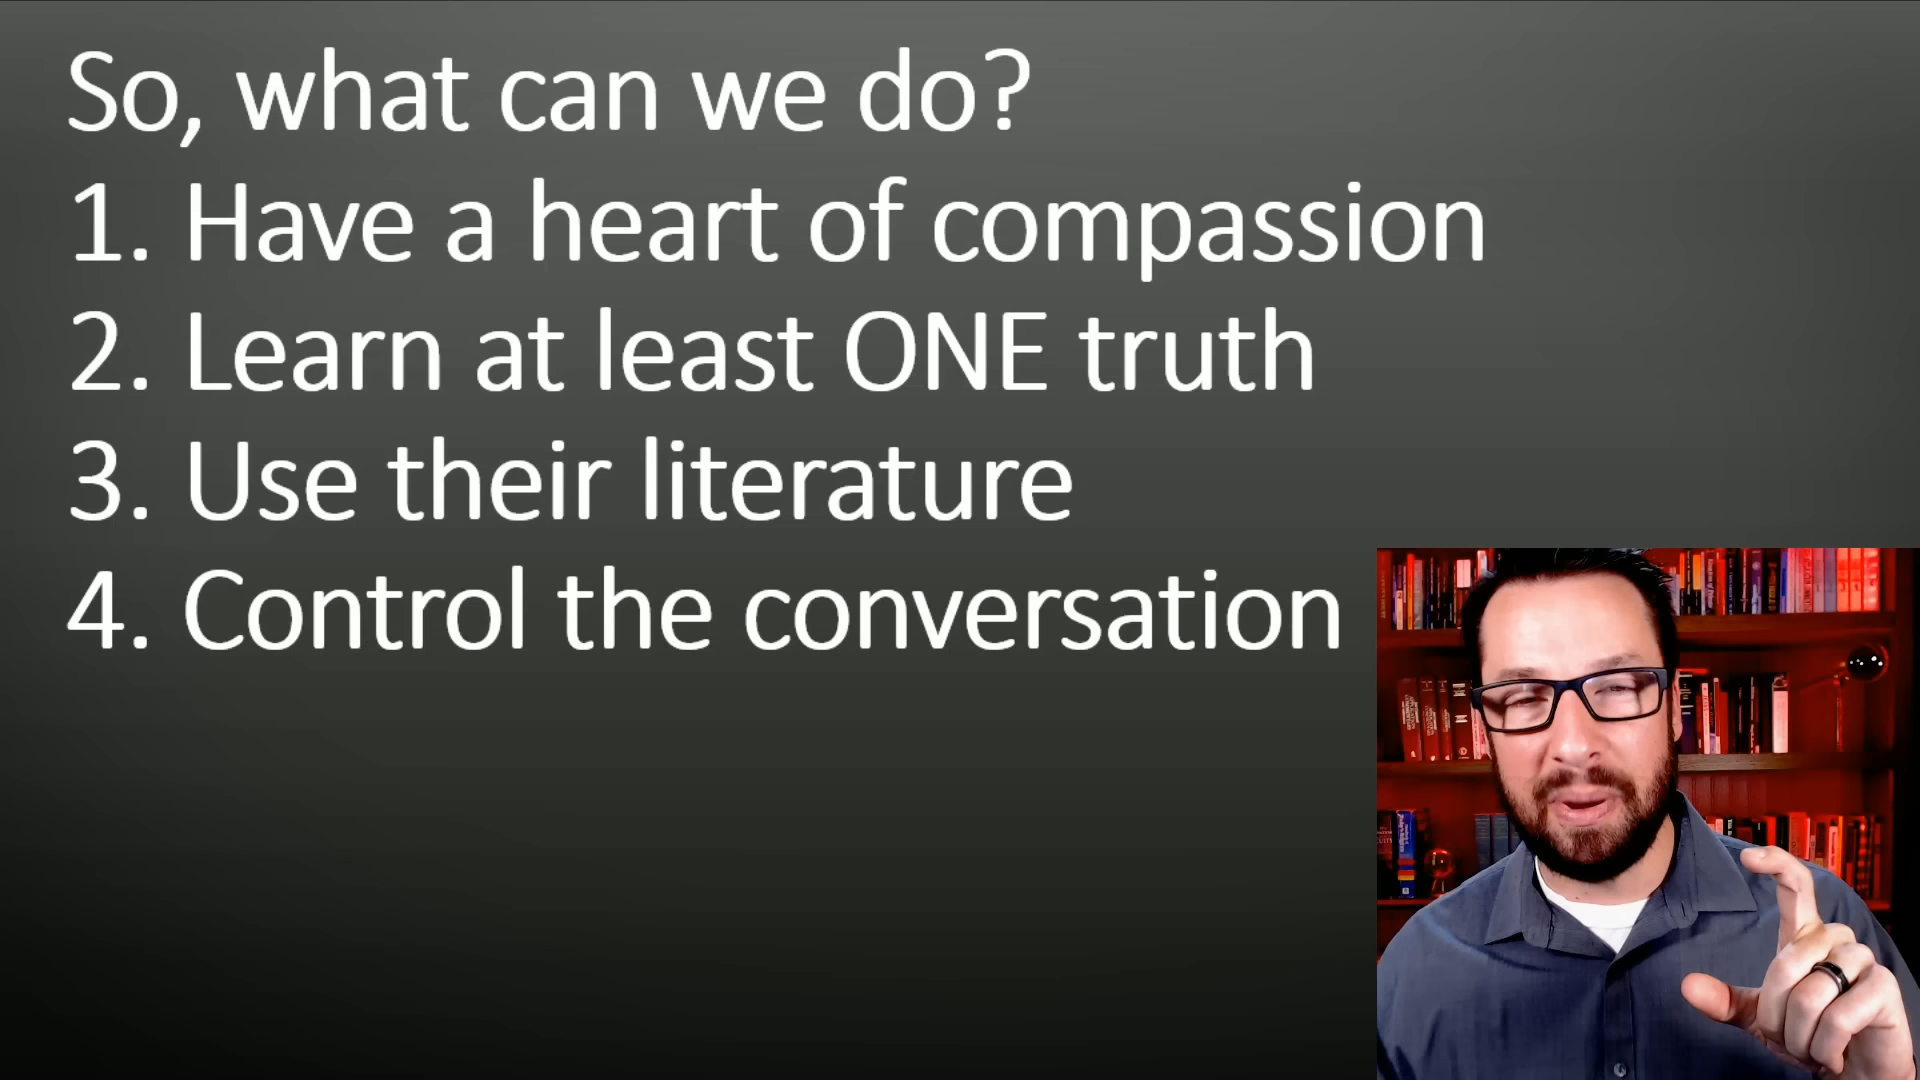 So, what can we do?
1. Have a heart of compassion
2. Learn at least ONE truth
3. Use their literature
4. Control the conversation